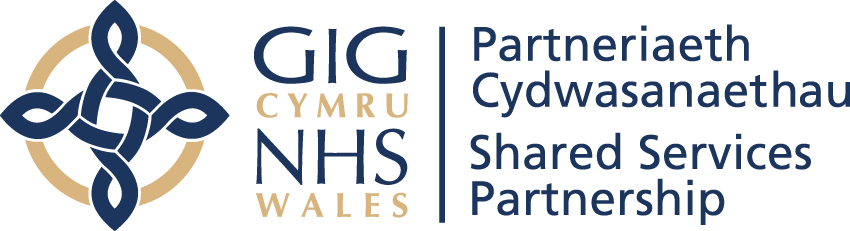 GIG
CYMRU
NHS
WALES
Partneriaeth
Cydwasanaethau
Shared Services
Partnership